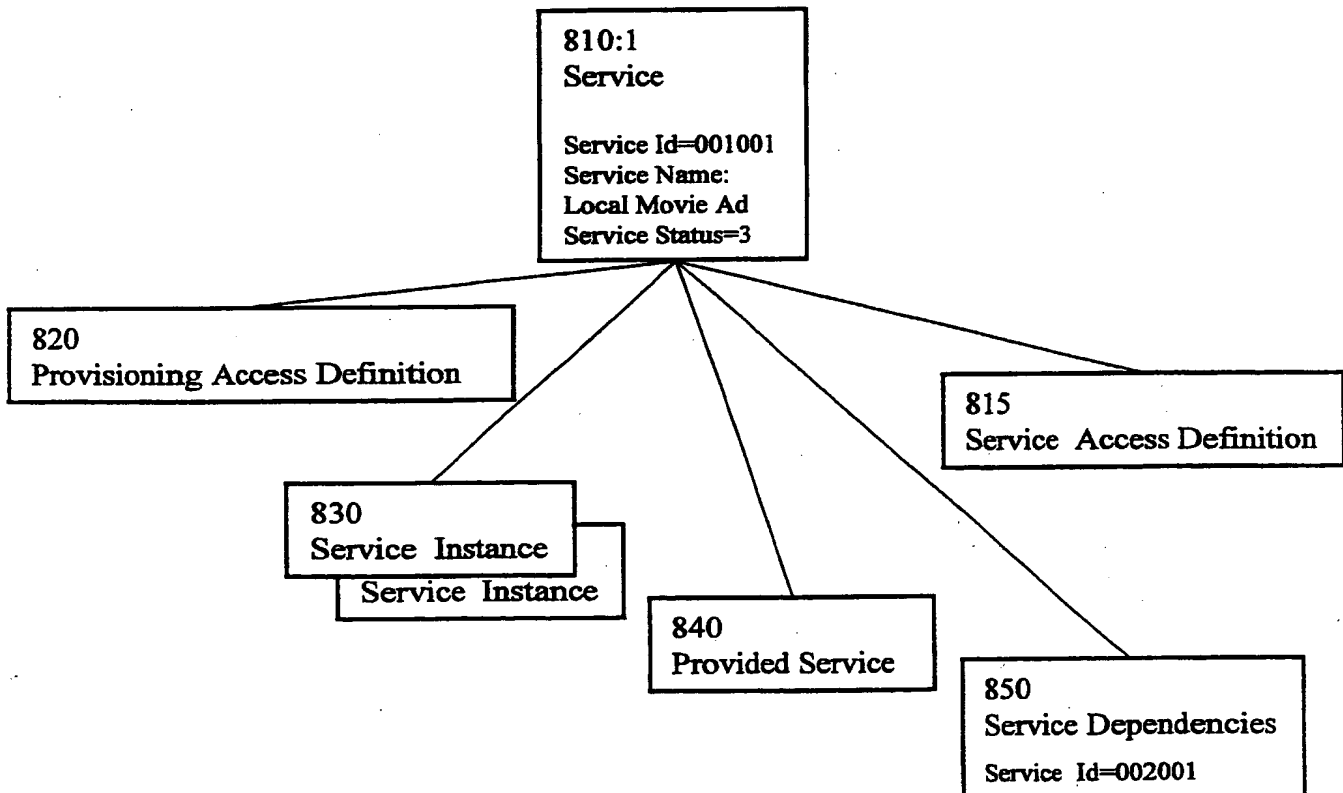 810:1
Service
Service Id=001001
Service Name:
Local Movie Ad
Service Status=3
820
Provisioning Access Definition
815
Service Access Definition
830
Service Instance
Service Instance
840
Provided Service
850
Service Dependencies
Service Id=002001